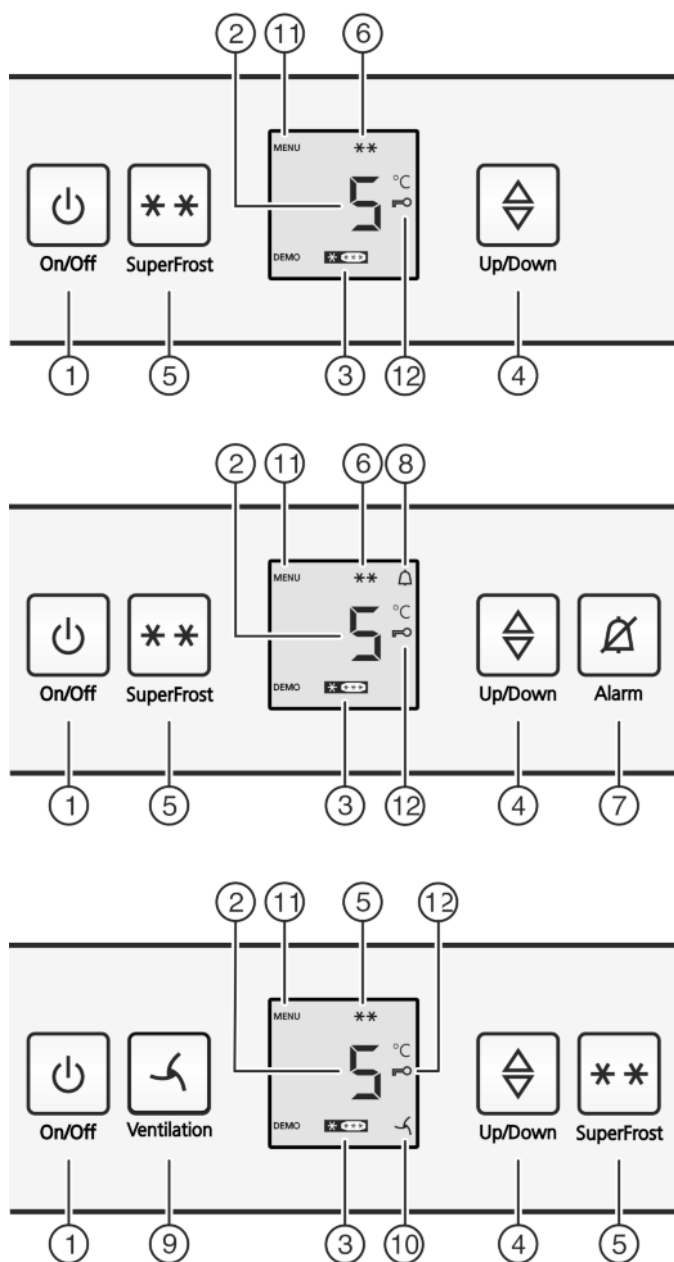 2 11 6
MENU
5 °C
On/Off SuperFrost DEMO Up/Down
1 5 3 12 4
2 11 6 8
MENU
5 °C
On/Off SuperFrost DEMO Up/Down Alarm
1 5 3 12 4 7
2 11 5 12
MENU
5 °C
On/Off Ventilation DEMO Up/Down SuperFrost
1 9 3 10 4 5